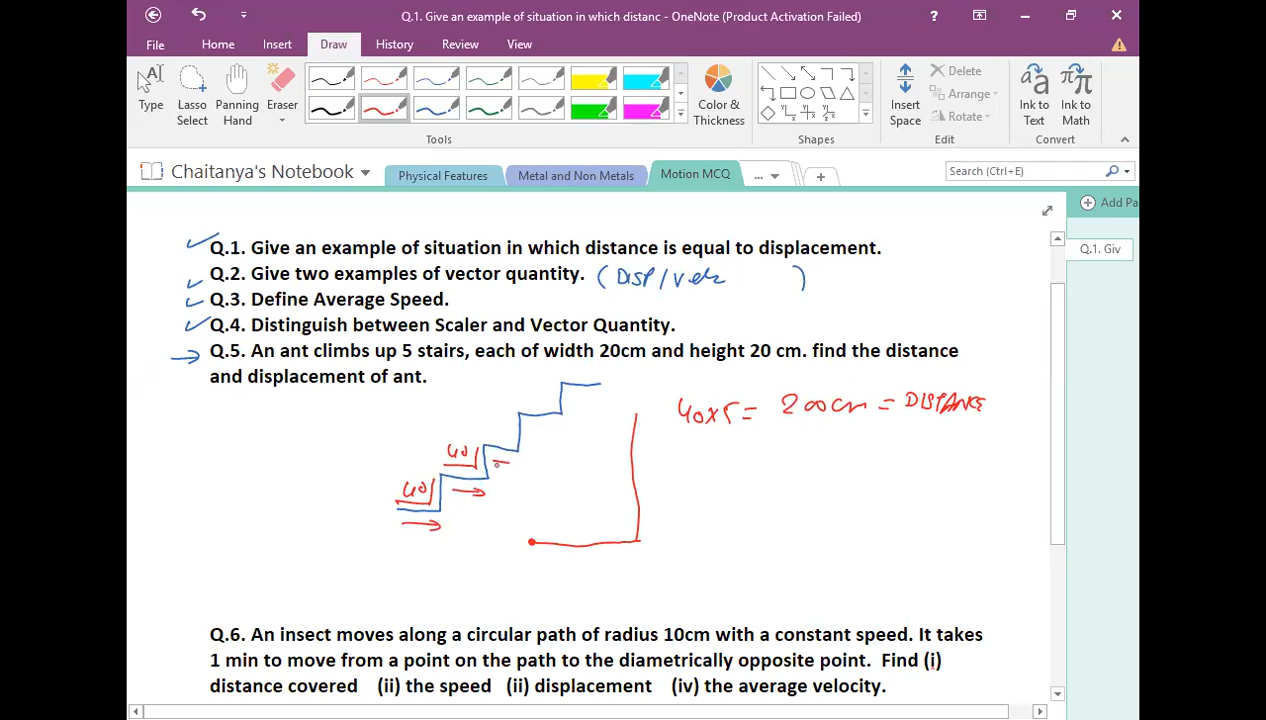 Q.1. Give an example of situation in which distanc - OneNote (Product Activation Failed)
?
File Home Insert Draw History Review View
Type
Lasso Select
Panning Hand
Eraser
Color & Thickness
Insert Space
Delete
Arrange
Rotate
Ink to Text
Ink to Math
Tools Shapes Edit Convert
Chaitanya's Notebook Physical Features Metal and Non Metals Motion MCQ ... + Search (Ctrl+E)
Add Pa
Q.1. Giv
Q.1. Give an example of situation in which distance is equal to displacement.
Q.2. Give two examples of vector quantity. ( DISP/Velo )
Q.3. Define Average Speed.
Q.4. Distinguish between Scaler and Vector Quantity.
Q.5. An ant climbs up 5 stairs, each of width 20cm and height 20 cm. find the distance
and displacement of ant.
40x5 = 200cm = DISTANCE
40
40
Q.6. An insect moves along a circular path of radius 10cm with a constant speed. It takes
1 min to move from a point on the path to the diametrically opposite point. Find (i)
distance covered (ii) the speed (ii) displacement (iv) the average velocity.